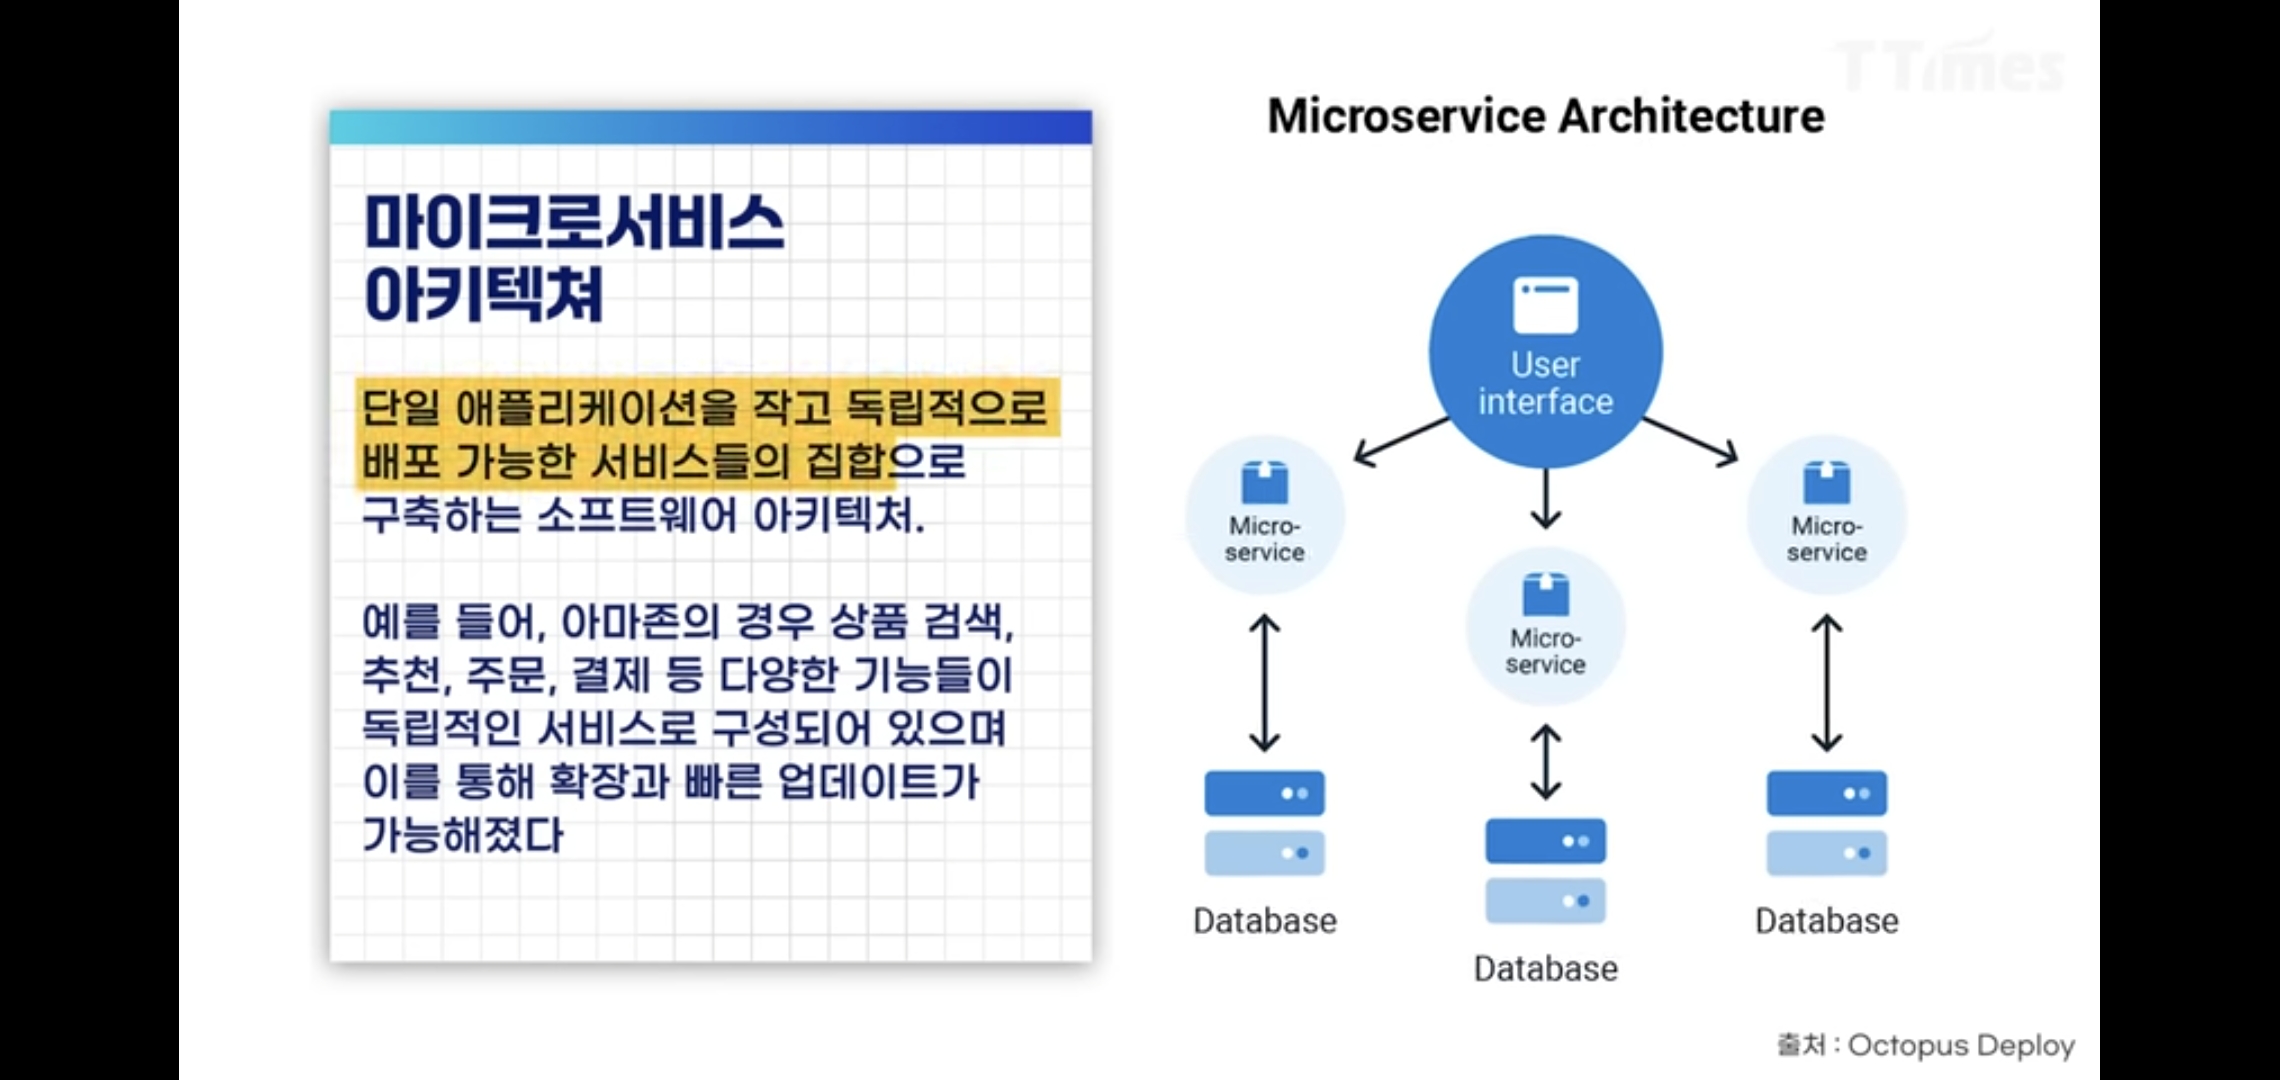 TTimes
마이크로서비스
아키텍쳐
단일 애플리케이션을 작고 독립적으로
배포 가능한 서비스들의 집합으로
구축하는 소프트웨어 아키텍처.
예를 들어, 아마존의 경우 상품 검색,
추천, 주문, 결제 등 다양한 기능들이
독립적인 서비스로 구성되어 있으며
이를 통해 확장과 빠른 업데이트가
가능해졌다
Microservice Architecture
User
interface
Micro-
service
Micro-
service
Micro-
service
Database
Database
Database
출처 : Octopus Deploy